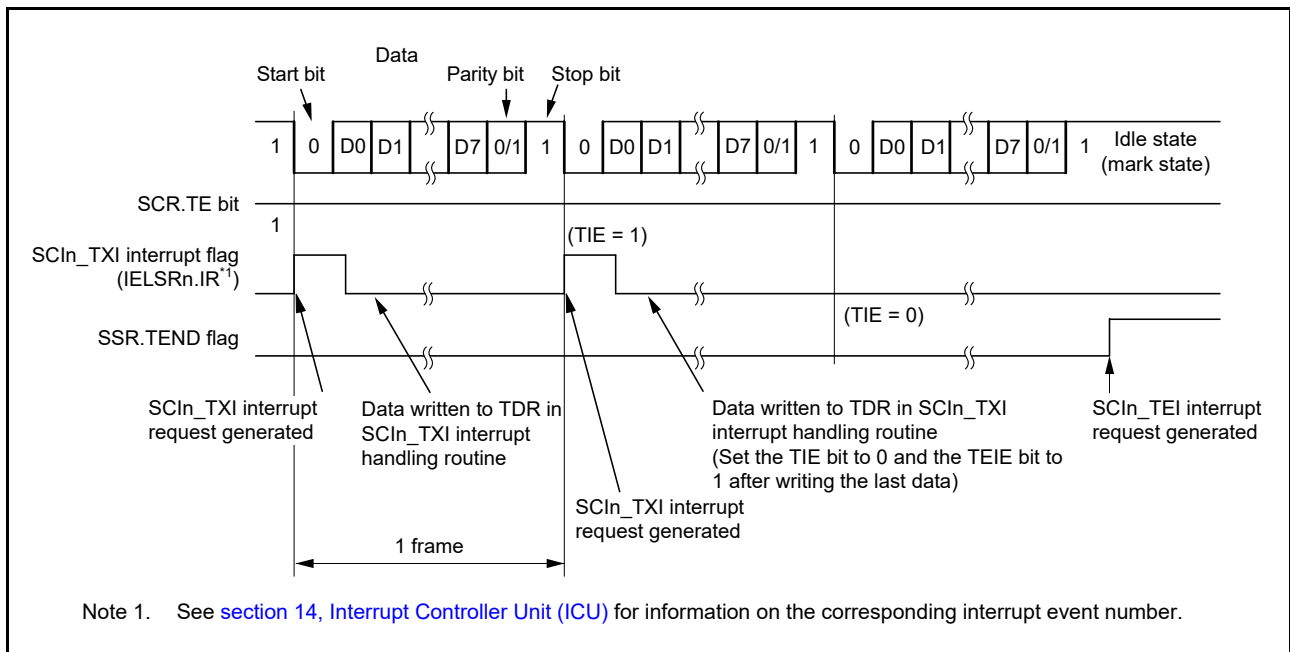 Data
Start bit
Parity bit
Stop bit
1 0 D0 D1 D7 0/1 1 0 D0 D1 D7 0/1 1 0 D0 D1 D7 0/1 1
Idle state
(mark state)
SCR.TE bit
1
(TIE = 1)
SCIn_TXI interrupt flag
(IELSRn.IR*1)
(TIE = 0)
SSR.TEND flag
SCIn_TXI interrupt
request generated
Data written to TDR in
SCIn_TXI interrupt
handling routine
Data written to TDR in SCIn_TXI
interrupt handling routine
(Set the TIE bit to 0 and the TEIE bit to
1 after writing the last data)
SCIn_TEI interrupt
request generated
SCIn_TXI interrupt
request generated
1 frame
Note 1. See section 14, Interrupt Controller Unit (ICU) for information on the corresponding interrupt event number.